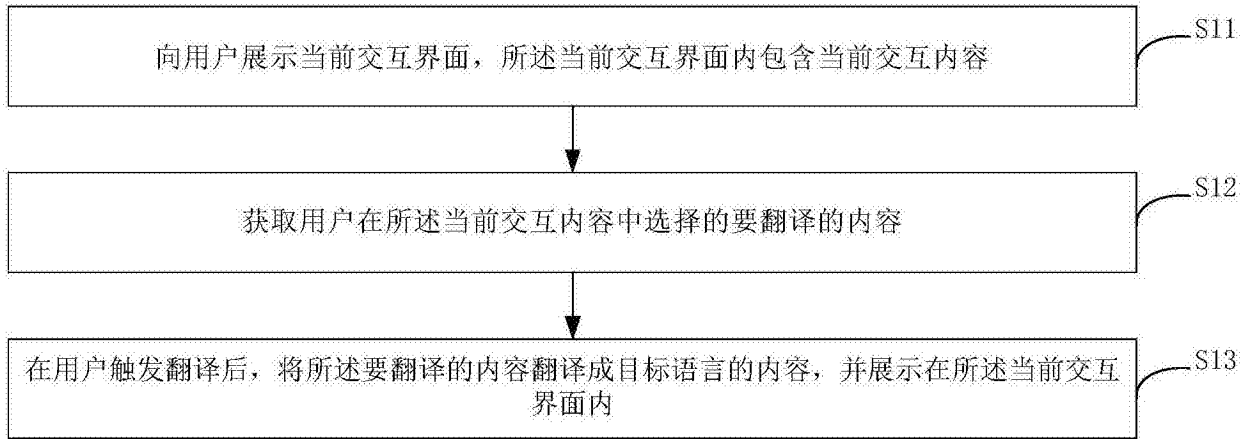 向用户展示当前交互界面，所述当前交互界面内包含当前交互内容
S11
获取用户在所述当前交互内容中选择的要翻译的内容
S12
在用户触发翻译后，将所述要翻译的内容翻译成目标语言的内容，并展示在所述当前交互
界面内
S13